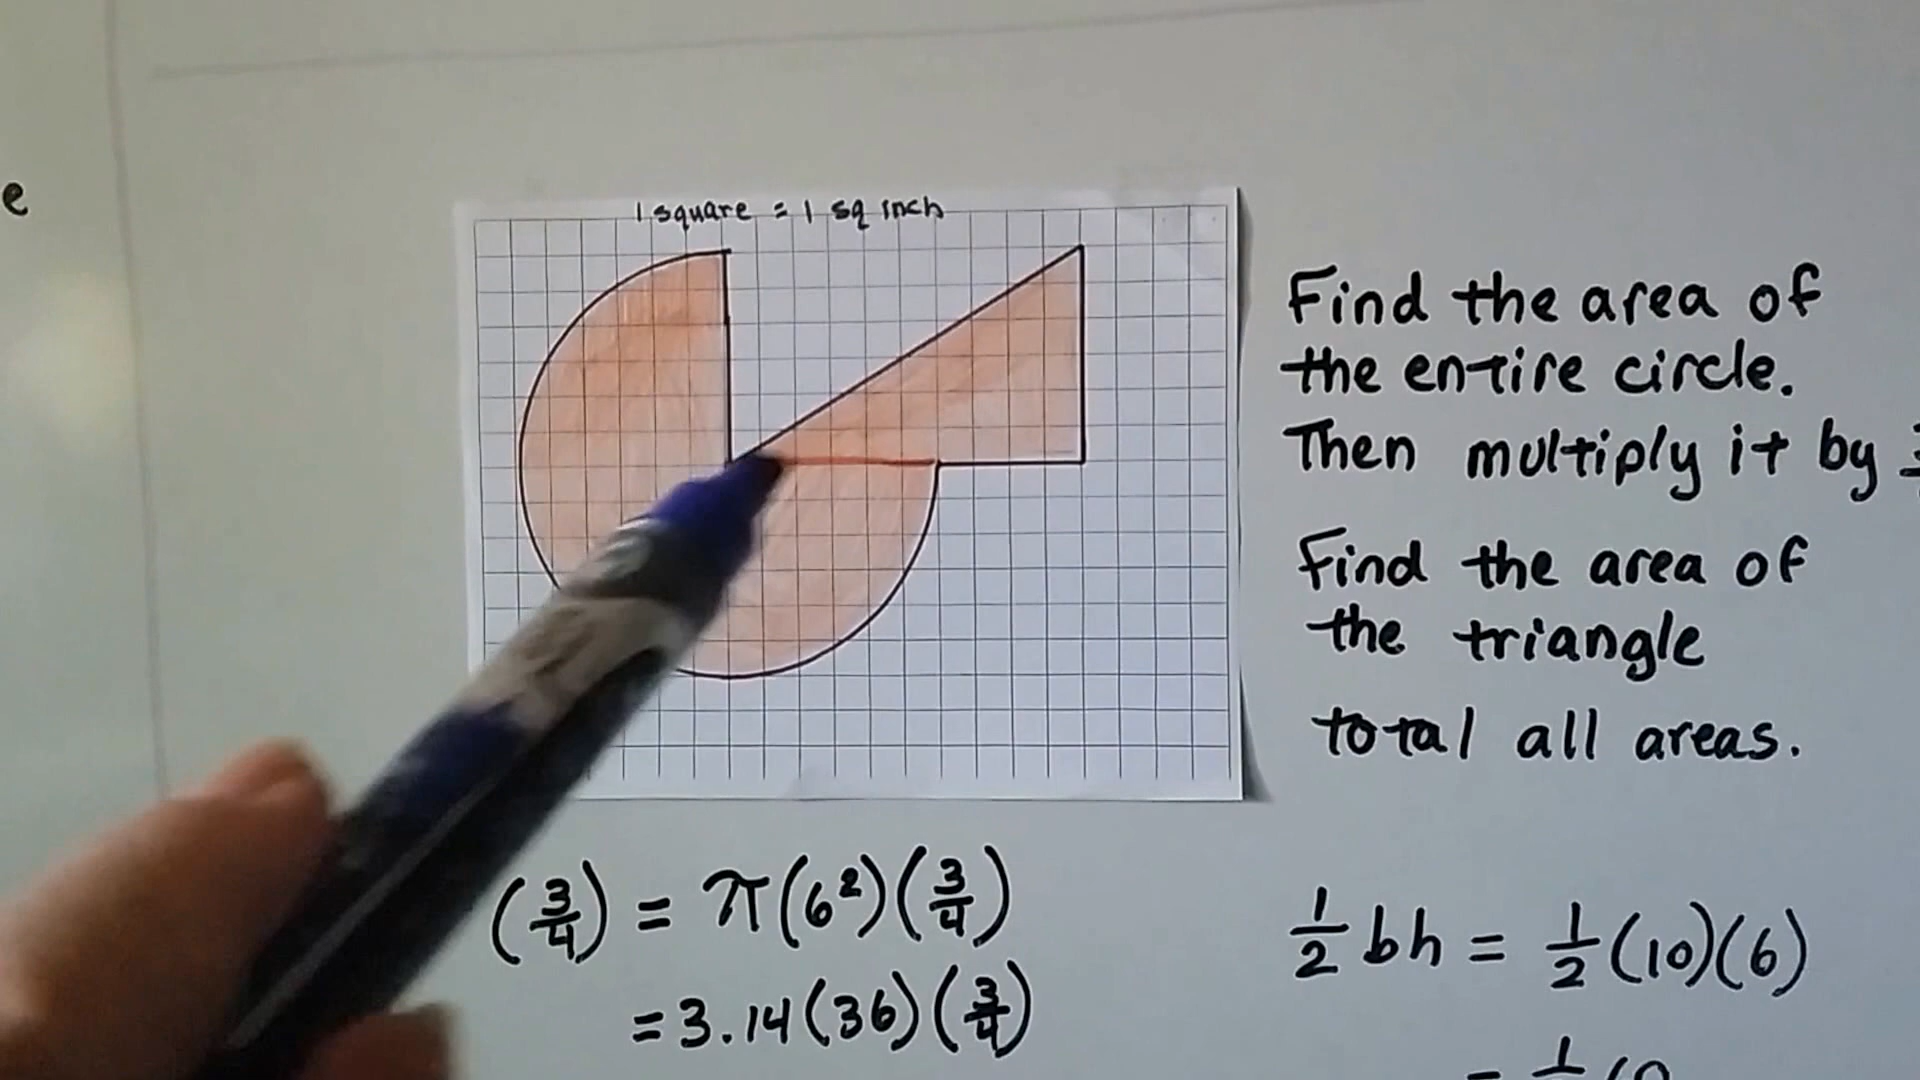 e
1 square = 1 sq inch
Find the area of
the entire circle.
Then multiply it by
Find the area of
the triangle
total all areas.
(3/4) = π(6²)(3/4)
= 3.14(36)(3/4)
1/2 bh = 1/2(10)(6)